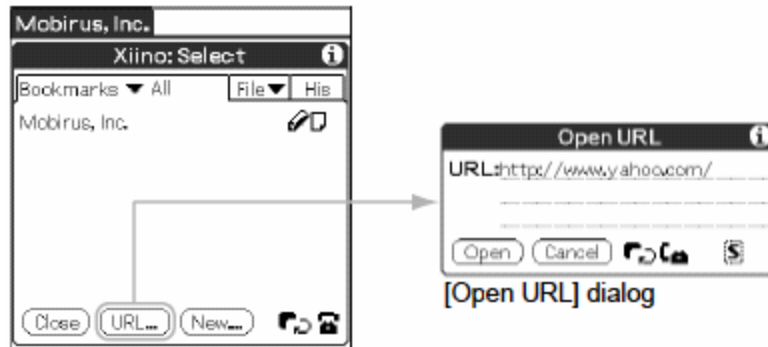 Mobirus, Inc.
Xiino: Select
Bookmarks All File His
Mobirus, Inc.
Close URL... New...
Open URL
URL: http://www.yahoo.com/
Open Cancel S
[Open URL] dialog